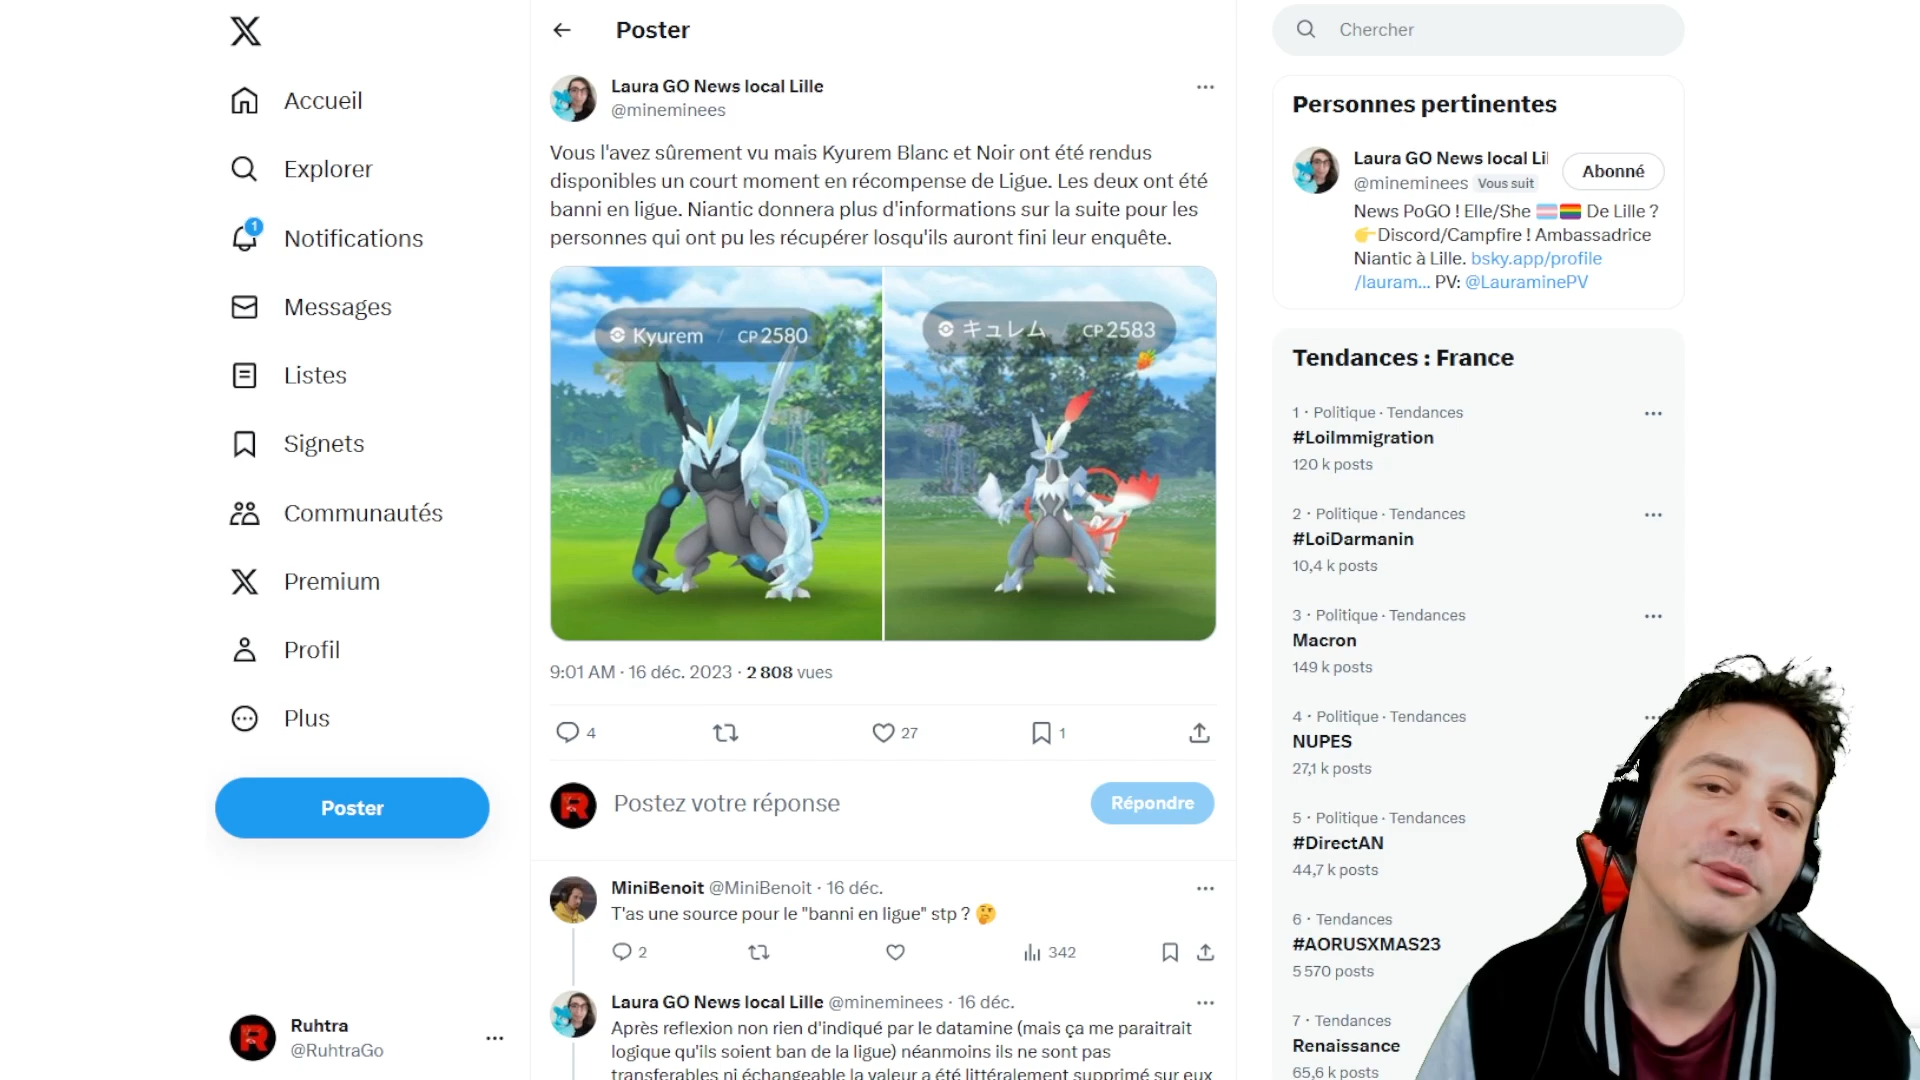 Accueil
Explorer
1
Notifications
Messages
Listes
Signets
Communautés
Premium
Profil
Plus
Poster
Ruhtra
@RuhtraGo
Poster
Laura GO News local Lille
@mineminees
Vous l'avez sûrement vu mais Kyurem Blanc et Noir ont été rendus
disponibles un court moment en récompense de Ligue. Les deux ont été
banni en ligue. Niantic donnera plus d'informations sur la suite pour les
personnes qui ont pu les récupérer losqu'ils auront fini leur enquête.
Kyurem / CP2580
キュレム CP2583
9:01 AM · 16 déc. 2023 · 2 808 vues
4
27
1
Postez votre réponse
Répondre
MiniBenoit @MiniBenoit · 16 déc.
T'as une source pour le "banni en ligue" stp ? 🤔
2
342
Laura GO News local Lille @mineminees · 16 déc.
Après reflexion non rien d'indiqué par le datamine (mais ça me paraitrait
logique qu'ils soient ban de la ligue) néanmoins ils ne sont pas
transferables ni échangeable la valeur a été littéralement supprimé sur eux
Chercher
Personnes pertinentes
Laura GO News local Li
@mineminees Vous suit
Abonné
News PoGO ! Elle/She 🏳️‍⚧️🏳️‍🌈 De Lille ?
👉Discord/Campfire ! Ambassadrice
Niantic à Lille. bsky.app/profile
/lauram... PV: @LauraminePV
Tendances : France
1 · Politique · Tendances
#LoiImmigration
120 k posts
2 · Politique · Tendances
#LoiDarmanin
10,4 k posts
3 · Politique · Tendances
Macron
149 k posts
4 · Politique · Tendances
NUPES
27,1 k posts
5 · Politique · Tendances
#DirectAN
44,7 k posts
6 · Tendances
#AORUSXMAS23
5 570 posts
7 · Tendances
Renaissance
65,6 k posts